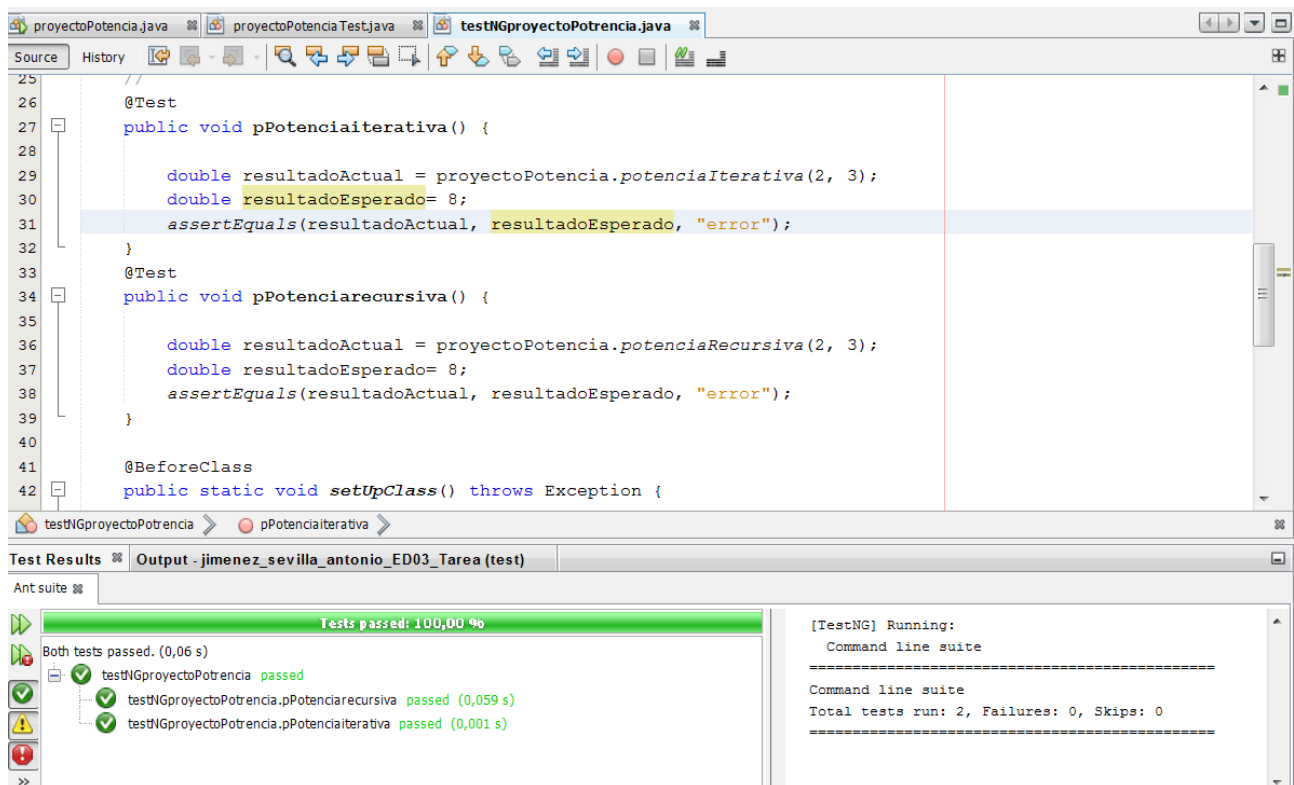 proyectoPotencia.java proyectoPotenciaTest.java testNGproyectoPotrencia.java
Source History
25 //
26 @Test
27 public void pPotenciaiterativa() {
28
29 double resultadoActual = proyectoPotencia.potenciaIterativa(2, 3);
30 double resultadoEsperado= 8;
31 assertEquals(resultadoActual, resultadoEsperado, "error");
32 }
33 @Test
34 public void pPotenciarecursiva() {
35
36 double resultadoActual = proyectoPotencia.potenciaRecursiva(2, 3);
37 double resultadoEsperado= 8;
38 assertEquals(resultadoActual, resultadoEsperado, "error");
39 }
40
41 @BeforeClass
42 public static void setUpClass() throws Exception {
testNGproyectoPotrencia pPotenciaiterativa
Test Results Output - jimenez_sevilla_antonio_ED03_Tarea (test)
Ant suite
Tests passed: 100,00 %
Both tests passed. (0,06 s)
testNGproyectoPotrencia passed
testNGproyectoPotrencia.pPotenciarecursiva passed (0,059 s)
testNGproyectoPotrencia.pPotenciaiterativa passed (0,001 s)
[TestNG] Running:
Command line suite
===============================================
Command line suite
Total tests run: 2, Failures: 0, Skips: 0
===============================================